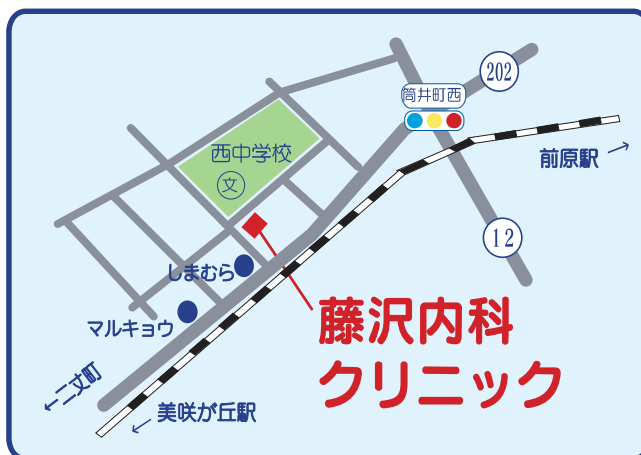 202
筒井町西
西中学校
文
前原駅
12
しまむら
マルキョウ
藤沢内科
クリニック
二丈町
美咲が丘駅